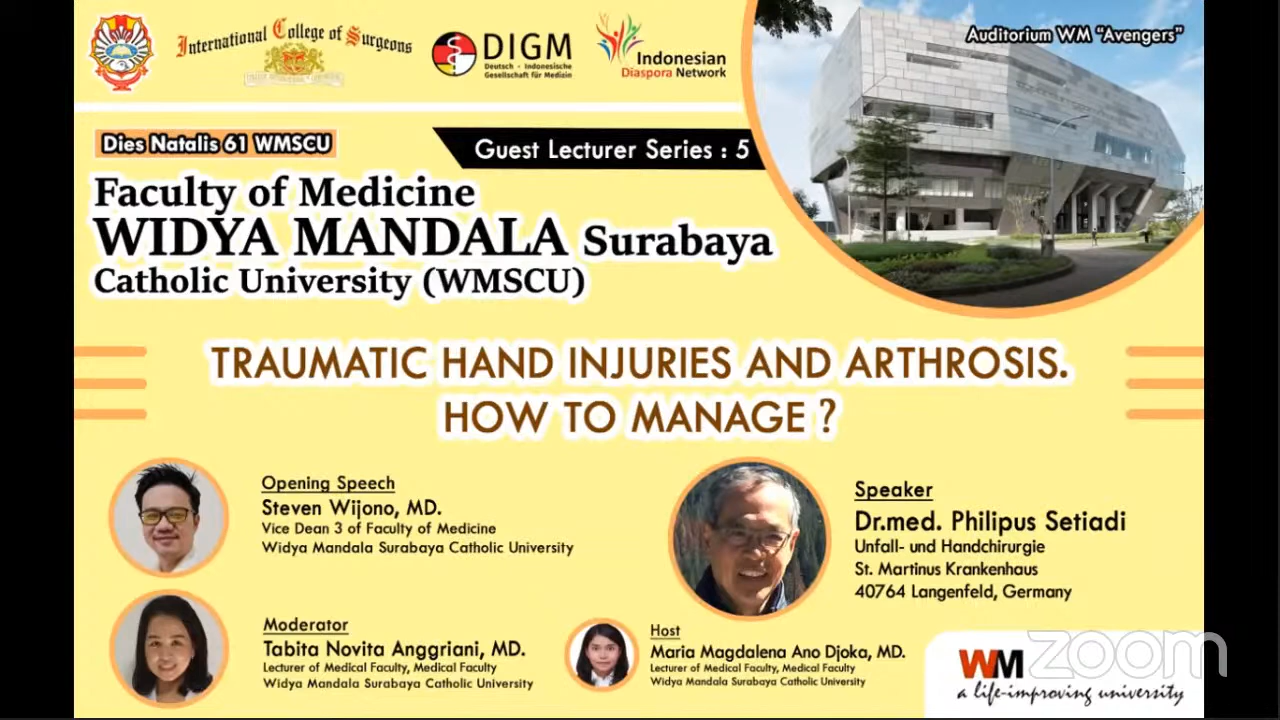 International College of Surgeons
DIGM
Deutsch - Indonesische
Gesellschaft für Medizin
Indonesian
Diaspora Network
Auditorium WM "Avengers"
Dies Natalis 61 WMSCU
Guest Lecturer Series : 5
Faculty of Medicine
WIDYA MANDALA Surabaya
Catholic University (WMSCU)
TRAUMATIC HAND INJURIES AND ARTHROSIS.
HOW TO MANAGE ?
Opening Speech
Steven Wijono, MD.
Vice Dean 3 of Faculty of Medicine
Widya Mandala Surabaya Catholic University
Speaker
Dr.med. Philipus Setiadi
Unfall- und Handchirurgie
St. Martinus Krankenhaus
40764 Langenfeld, Germany
Moderator
Tabita Novita Anggriani, MD.
Lecturer of Medical Faculty, Medical Faculty
Widya Mandala Surabaya Catholic University
Host
Maria Magdalena Ano Djoka, MD.
Lecturer of Medical Faculty, Medical Faculty
Widya Mandala Surabaya Catholic University
WM
a life-improving university
zoom